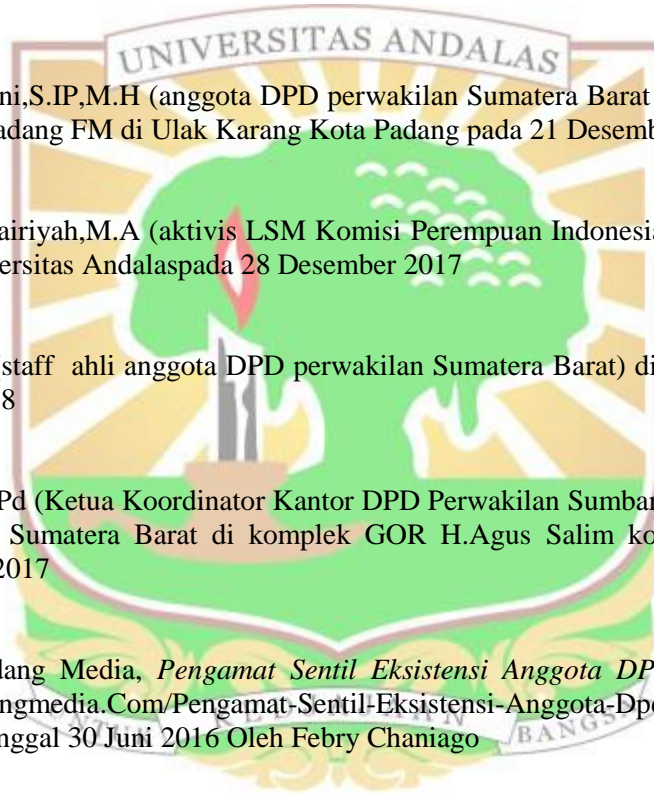 UNIVERSITAS ANDALAS
ni,S.IP,M.H (anggota DPD perwakilan Sumatera Barat
adang FM di Ulak Karang Kota Padang pada 21 Desemb
airiyah,M.A (aktivis LSM Komisi Perempuan Indonesia
ersitas Andalaspada 28 Desember 2017
(staff ahli anggota DPD perwakilan Sumatera Barat) di
8
Pd (Ketua Koordinator Kantor DPD Perwakilan Sumbar
Sumatera Barat di komplek GOR H.Agus Salim ko
2017
dang Media, Pengamat Sentil Eksistensi Anggota DP
ngmedia.Com/Pengamat-Sentil-Eksistensi-Anggota-Dp
nggal 30 Juni 2016 Oleh Febry Chaniago
BANGS